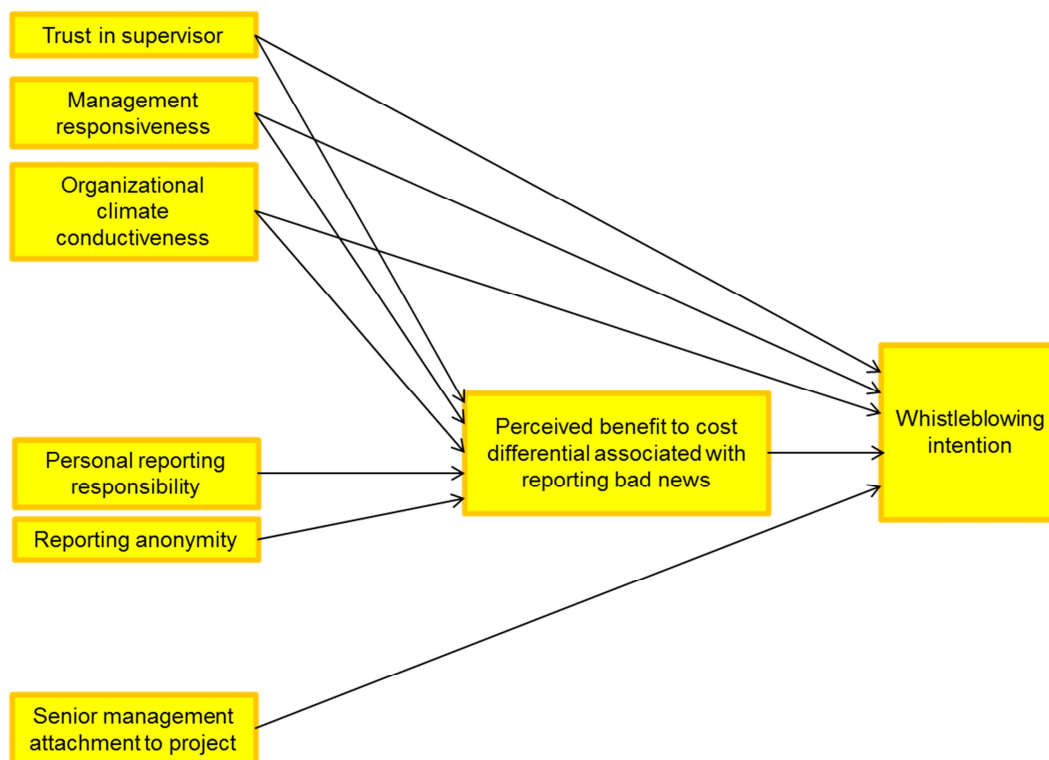 Trust in supervisor
Management
responsiveness
Organizational
climate
conductiveness
Personal reporting
responsibility
Reporting anonymity
Senior management
attachment to project
Perceived benefit to cost
differential associated with
reporting bad news
Whistleblowing
intention